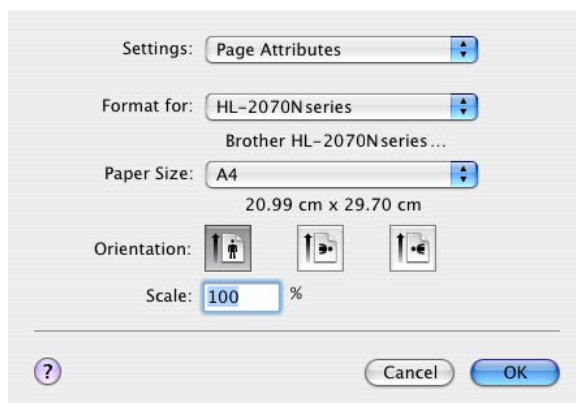 Settings: Page Attributes
Format for: HL-2070N series
Brother HL-2070N series...
Paper Size: A4
20.99 cm x 29.70 cm
Orientation:
Scale: 100 %
? Cancel OK